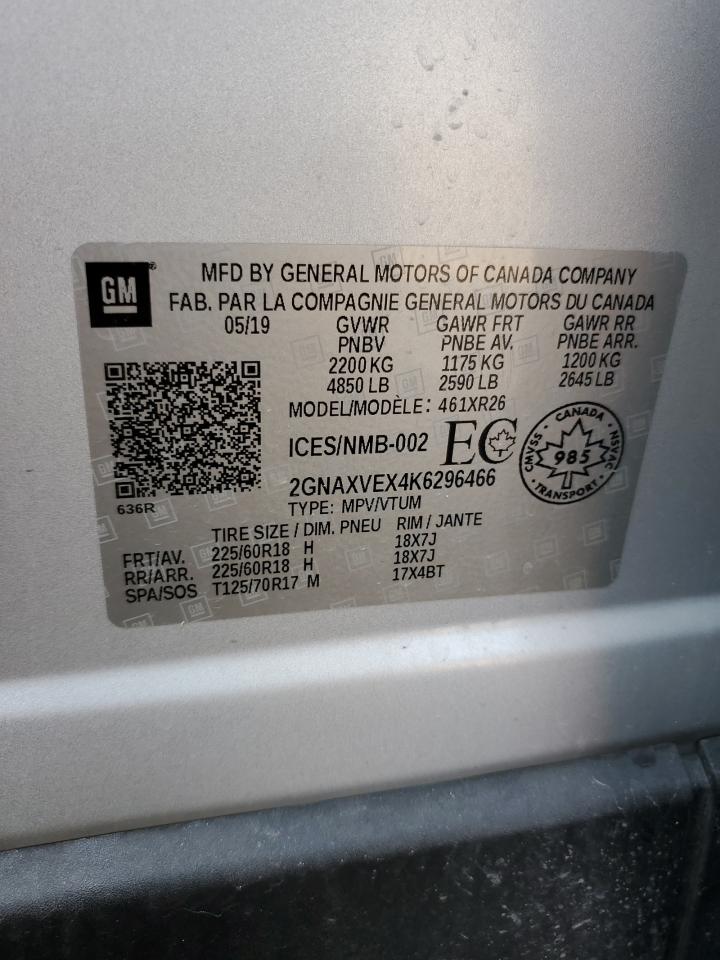 GM
MFD BY GENERAL MOTORS OF CANADA COMPANY
FAB. PAR LA COMPAGNIE GENERAL MOTORS DU CANADA
05/19 GVWR GAWR FRT GAWR RR
PNBV PNBE AV. PNBE ARR.
2200 KG 1175 KG 1200 KG
4850 LB 2590 LB 2645 LB
MODEL/MODÈLE: 461XR26
ICES/NMB-002 EC
CANADA
CMVSS 985 NSVAC
TRANSPORT
2GNAXVEX4K6296466
636R
TYPE: MPV/VTUM
TIRE SIZE / DIM. PNEU RIM / JANTE
FRT/AV. 225/60R18 H 18X7J
RR/ARR. 225/60R18 H 18X7J
SPA/SOS T125/70R17 M 17X4BT